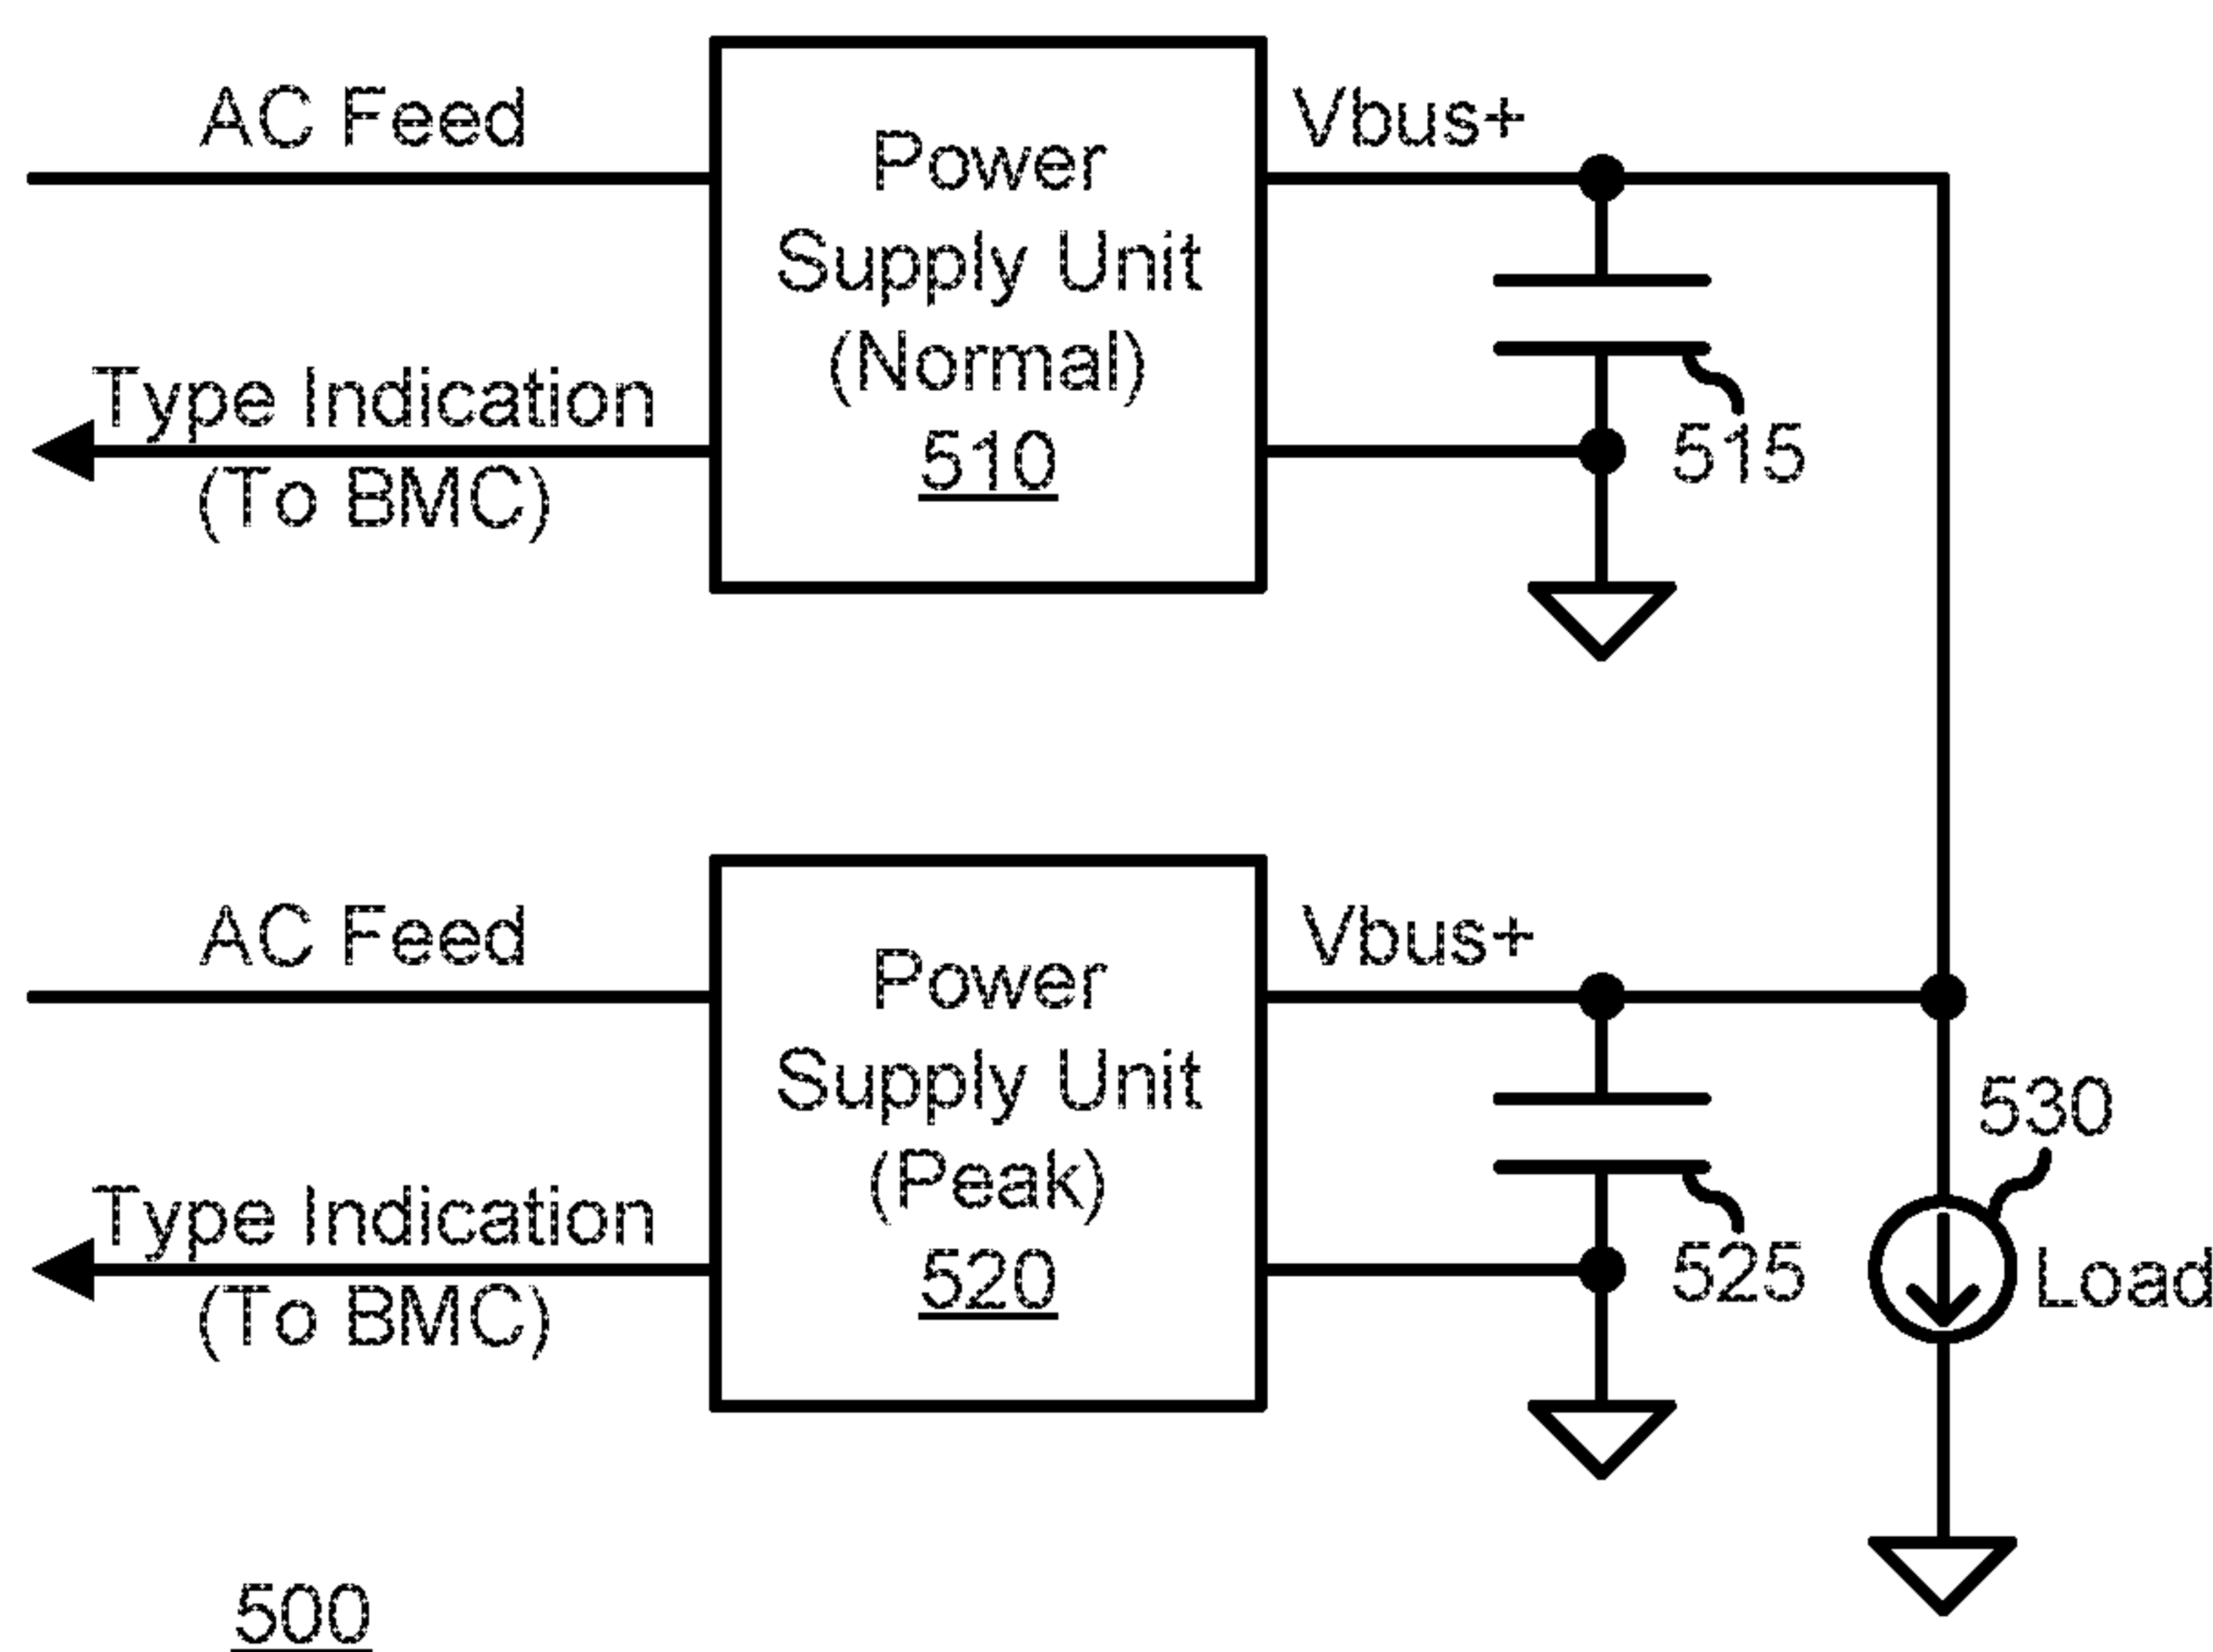 AC Feed
Type Indication
(To BMC)
Power
Supply Unit
(Normal)
510
Vbus+
515
AC Feed
Type Indication
(To BMC)
Power
Supply Unit
(Peak)
520
Vbus+
525
530
Load
500